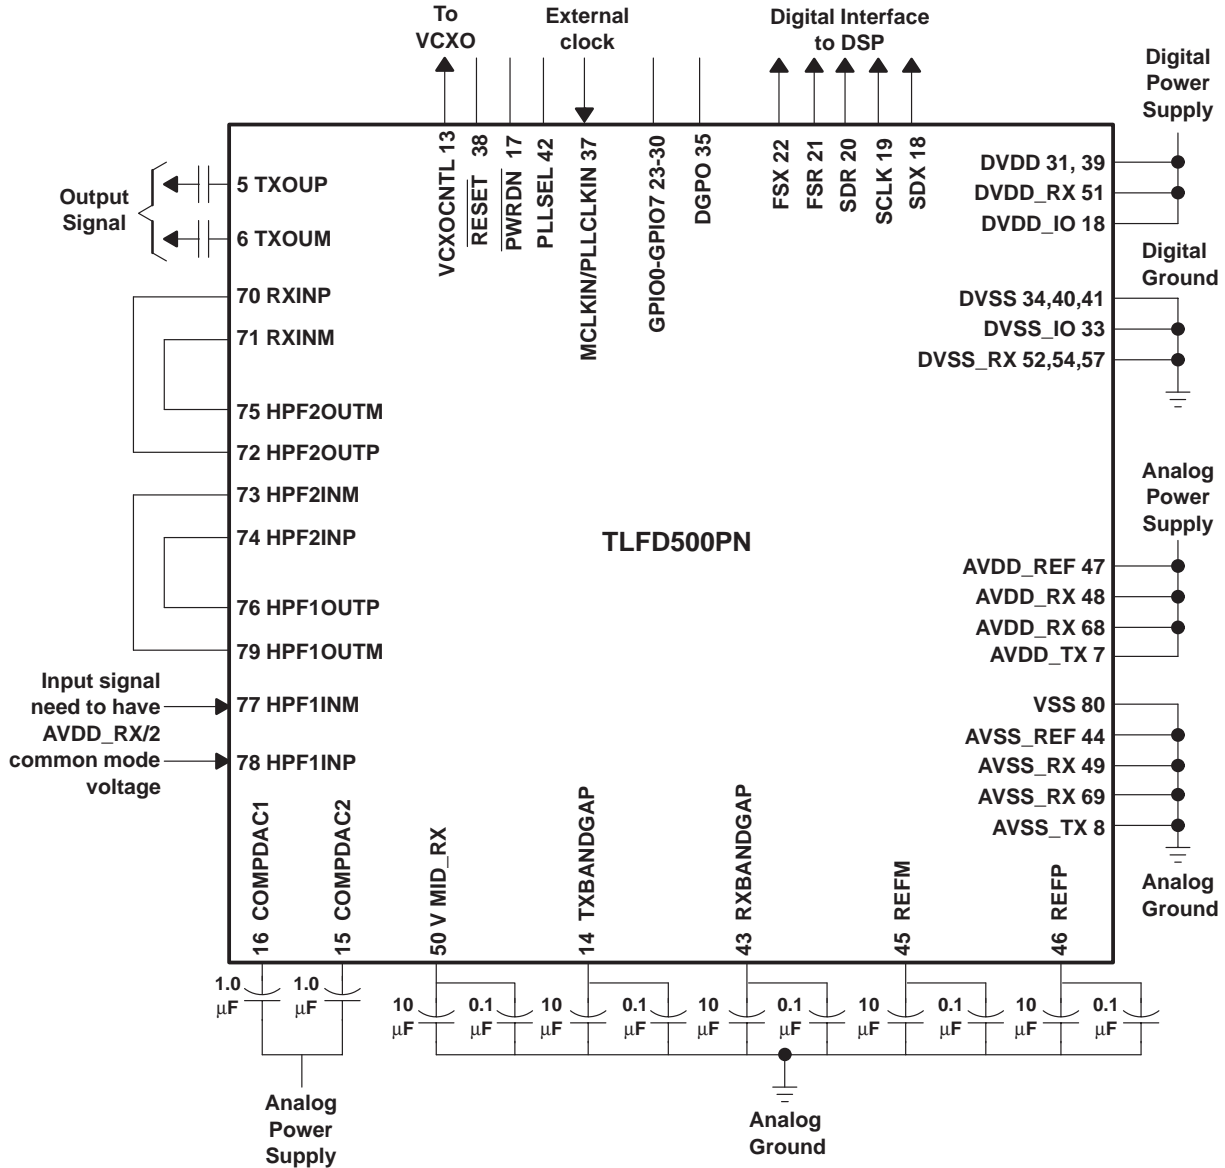 To
VCXO
External
clock
Digital Interface
to DSP
Digital
Power
Supply
VCXOCNTL 13
RESET 38
PWRDN 17
PLLSEL 42
MCLKIN/PLLCLKIN 37
GPIO0-GPIO7 23-30
DGPO 35
FSX 22
FSR 21
SDR 20
SCLK 19
SDX 18
Output
Signal
5 TXOUP
6 TXOUM
70 RXINP
71 RXINM
75 HPF2OUTM
72 HPF2OUTP
73 HPF2INM
74 HPF2INP
76 HPF1OUTP
79 HPF1OUTM
Input signal
need to have
AVDD_RX/2
common mode
voltage
77 HPF1INM
78 HPF1INP
TLFD500PN
DVDD 31, 39
DVDD_RX 51
DVDD_IO 18
Digital
Ground
DVSS 34,40,41
DVSS_IO 33
DVSS_RX 52,54,57
Analog
Power
Supply
AVDD_REF 47
AVDD_RX 48
AVDD_RX 68
AVDD_TX 7
VSS 80
AVSS_REF 44
AVSS_RX 49
AVSS_RX 69
AVSS_TX 8
Analog
Ground
16 COMPDAC1
15 COMPDAC2
50 V MID_RX
14 TXBANDGAP
43 RXBANDGAP
45 REFM
46 REFP
1.0
μF
1.0
μF
10
μF
0.1
μF
10
μF
0.1
μF
10
μF
0.1
μF
10
μF
0.1
μF
10
μF
0.1
μF
Analog
Power
Supply
Analog
Ground